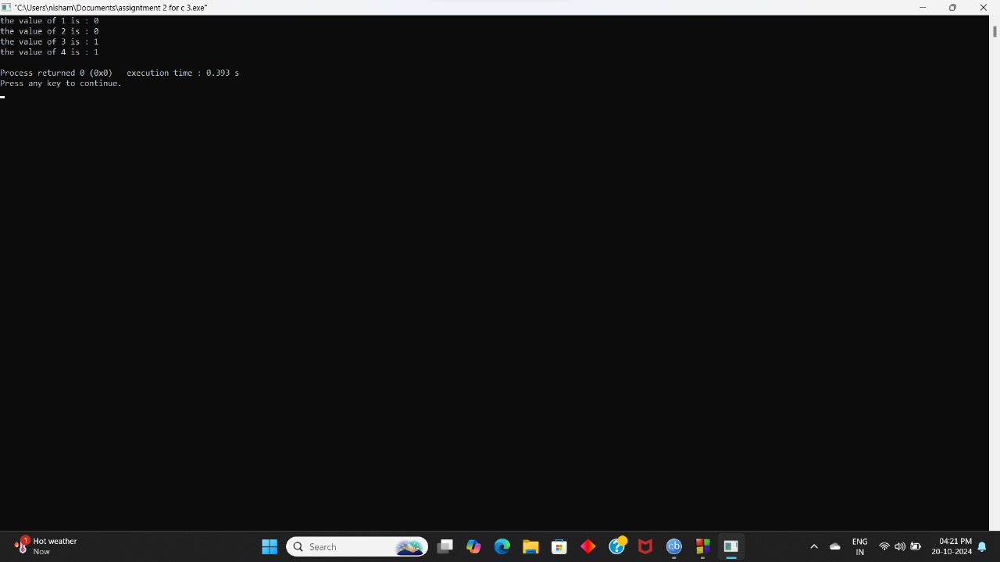 "C:\Users\nisham\Documents\assigntment 2 for c 3.exe"
the value of 1 is : 0
the value of 2 is : 0
the value of 3 is : 1
the value of 4 is : 1
Process returned 0 (0x0)   execution time : 0.393 s
Press any key to continue.
1
Hot weather
Now
Search
qb
ENG
IN
04:21 PM
20-10-2024